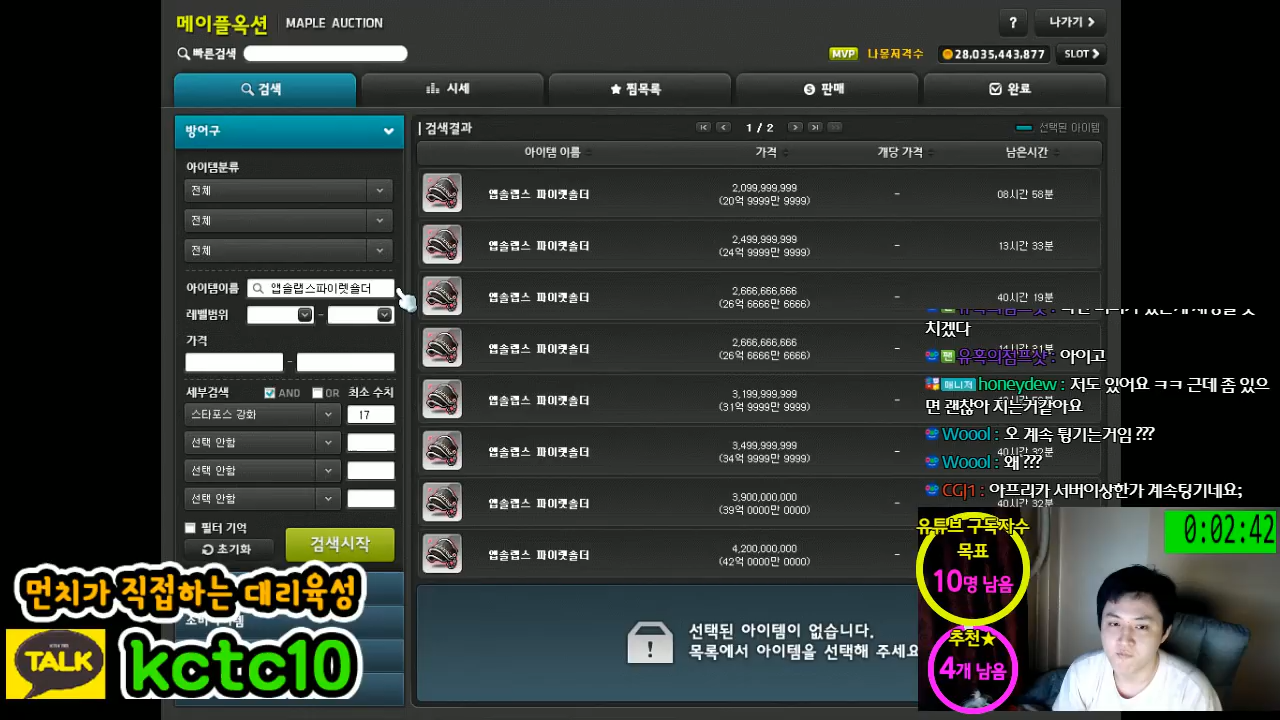 메이플옥션 MAPLE AUCTION
? 나가기
빠른검색
MVP 나몽저격수 28,035,443,877 SLOT
검색 시세 찜목록 판매 완료
방어구
아이템분류
전체
전체
전체
아이템이름 앱솔랩스파이렛숄더
레벨범위 -
가격
-
세부검색 AND OR 최소 수치
스타포스 강화 17
선택 안함
선택 안함
선택 안함
필터 기억
초기화 검색시작
검색결과 1 / 2 선택된 아이템
아이템 이름 가격 개당 가격 남은시간
앱솔랩스 파이렛숄더 2,099,999,999 - 08시간 58분
(20억 9999만 9999)
앱솔랩스 파이렛숄더 2,499,999,999 - 13시간 33분
(24억 9999만 9999)
앱솔랩스 파이렛숄더 2,666,666,666 - 40시간 19분
(26억 6666만 6666)
앱솔랩스 파이렛숄더 2,666,666,666 -
(26억 6666만 6666)
앱솔랩스 파이렛숄더 3,199,999,999 -
(31억 9999만 9999)
앱솔랩스 파이렛숄더 3,499,999,999 -
(34억 9999만 9999)
앱솔랩스 파이렛숄더 3,900,000,000 -
(39억 0000만 0000)
앱솔랩스 파이렛숄더 4,200,000,000 -
(42억 0000만 0000)
선택된 아이템이 없습니다.
목록에서 아이템을 선택해 주세요
치겠다
팬 유혹의점프샷 : 아이고
매니저 honeydew : 저도 있어요 ㅋㅋ 근데 좀 있으
면 괜찮아 지는거같아요
Woool : 오 계속 튕기는거임 ???
Woool : 왜 ???
CGJ1 : 아프리카 서버이상한가 계속튕기네요;
유튜브 구독자수
목표
10명 남음
추천★
4개 남음
0:02:42
먼치가 직접하는 대리육성
TALK kctc10